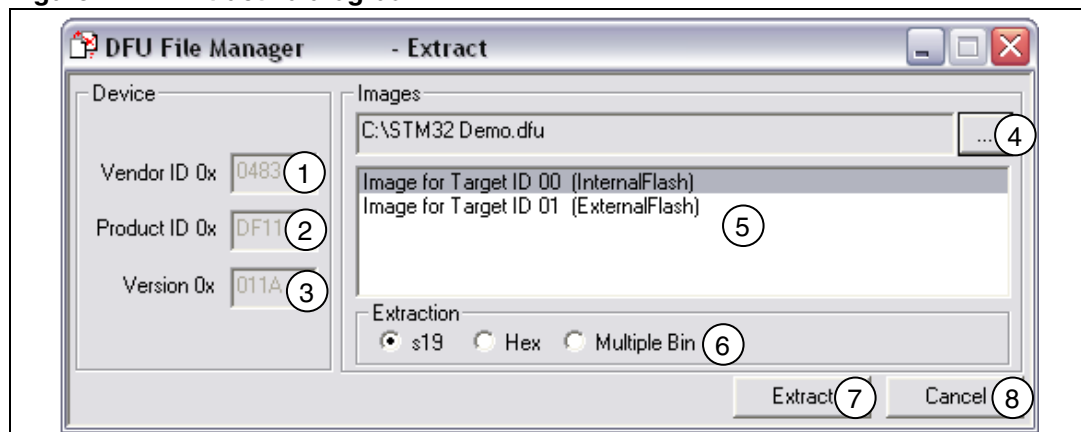 DFU File Manager - Extract
Device
Vendor ID 0x 0483 1
Product ID 0x DF11 2
Version 0x 011A 3
Images
C:\STM32 Demo.dfu ... 4
Image for Target ID 00 (InternalFlash)
Image for Target ID 01 (ExternalFlash)
5
Extraction
s19 Hex Multiple Bin 6
Extract 7 Cancel 8